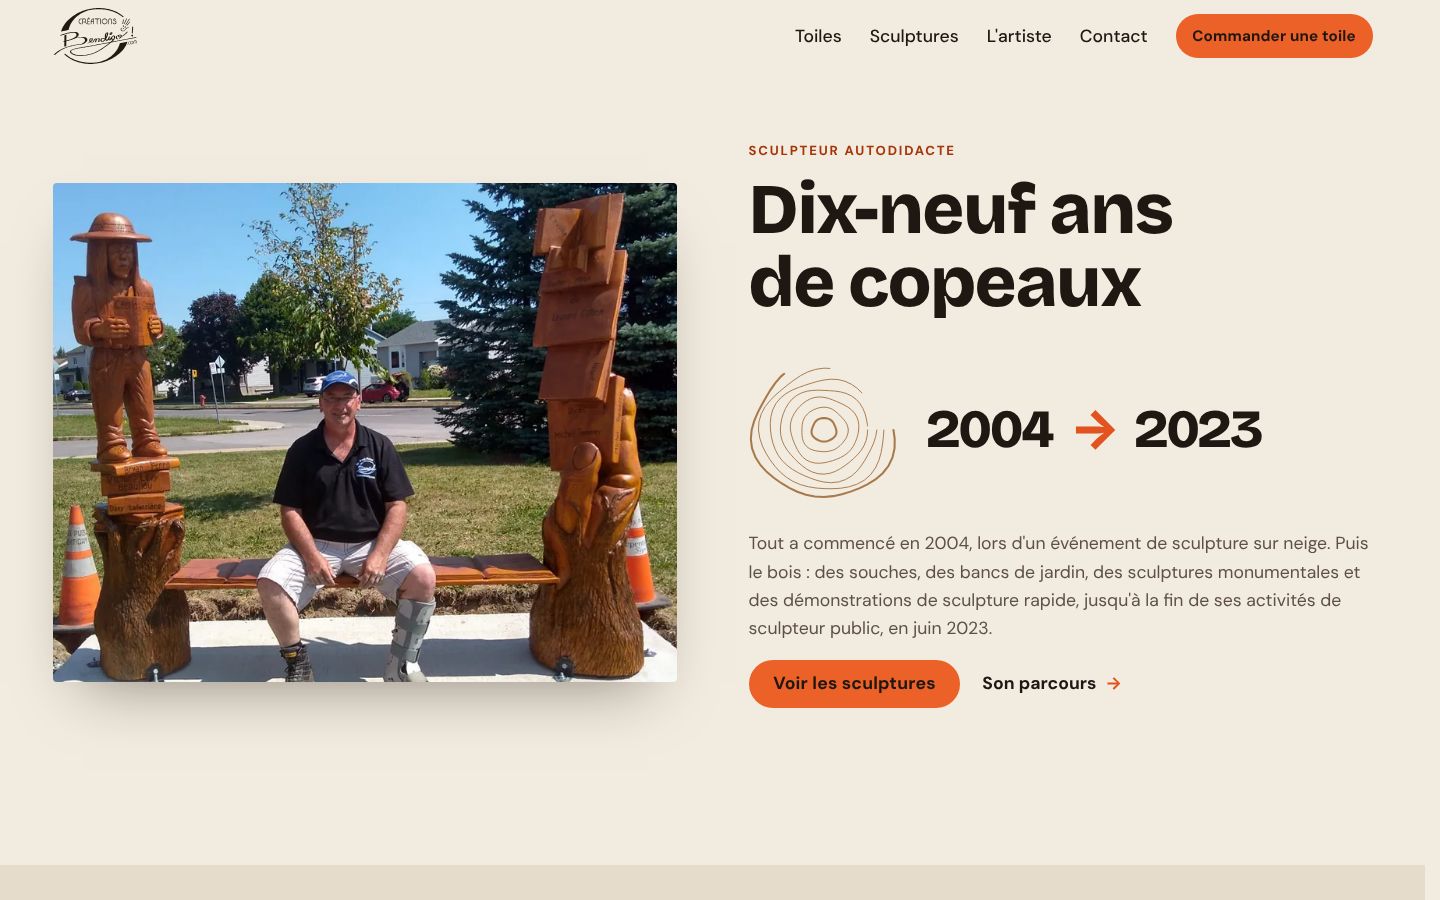 CRÉATIONS
Bendigo !
.com
Toiles
Sculptures
L'artiste
Contact
Commander une toile
SCULPTEUR AUTODIDACTE
Dix-neuf ans
de copeaux
Leonard Cohen
2004 → 2023
Tout a commencé en 2004, lors d'un événement de sculpture sur neige. Puis
le bois : des souches, des bancs de jardin, des sculptures monumentales et
des démonstrations de sculpture rapide, jusqu'à la fin de ses activités de
sculpteur public, en juin 2023.
Voir les sculptures
Son parcours →